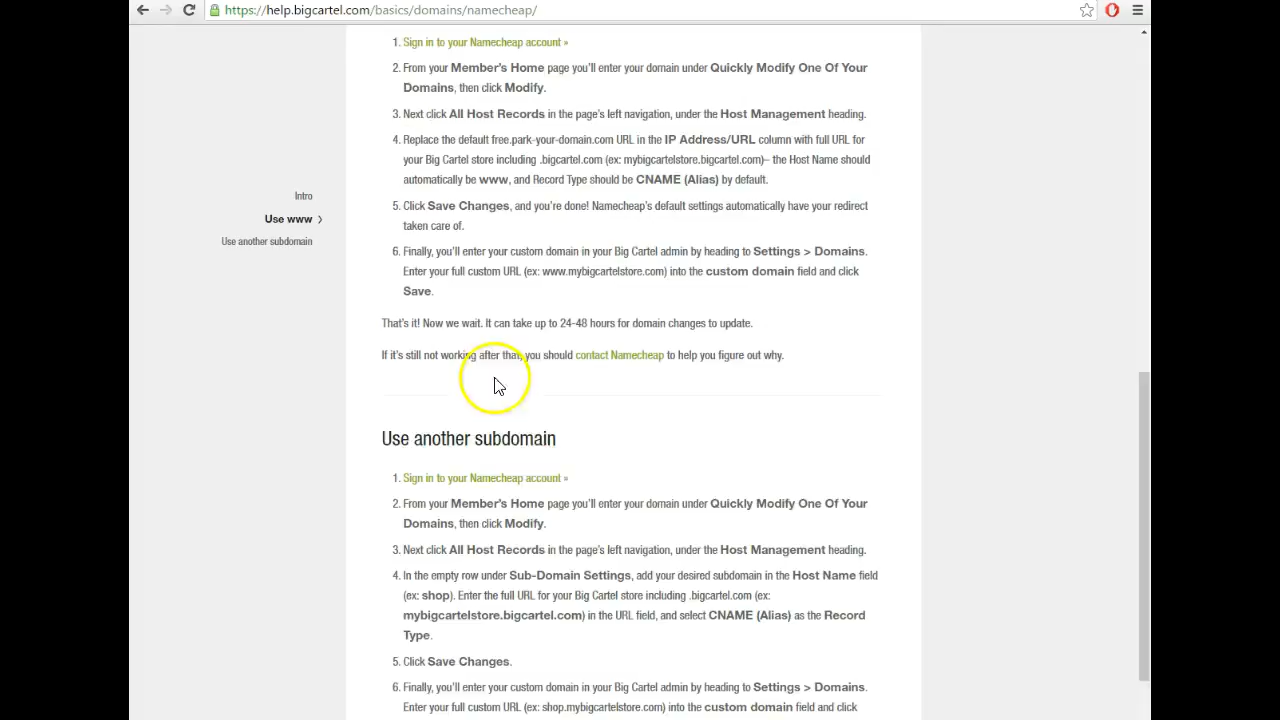 https://help.bigcartel.com/basics/domains/namecheap/
1. Sign in to your Namecheap account »
2. From your Member's Home page you'll enter your domain under Quickly Modify One Of Your
Domains, then click Modify.
3. Next click All Host Records in the page's left navigation, under the Host Management heading.
4. Replace the default free.park-your-domain.com URL in the IP Address/URL column with full URL for
your Big Cartel store including .bigcartel.com (ex: mybigcartelstore.bigcartel.com)– the Host Name should
automatically be www, and Record Type should be CNAME (Alias) by default.
Intro
Use www
Use another subdomain
5. Click Save Changes, and you're done! Namecheap's default settings automatically have your redirect
taken care of.
6. Finally, you'll enter your custom domain in your Big Cartel admin by heading to Settings > Domains.
Enter your full custom URL (ex: www.mybigcartelstore.com) into the custom domain field and click
Save.
That's it! Now we wait. It can take up to 24-48 hours for domain changes to update.
If it's still not working after that, you should contact Namecheap to help you figure out why.
Use another subdomain
1. Sign in to your Namecheap account »
2. From your Member's Home page you'll enter your domain under Quickly Modify One Of Your
Domains, then click Modify.
3. Next click All Host Records in the page's left navigation, under the Host Management heading.
4. In the empty row under Sub-Domain Settings, add your desired subdomain in the Host Name field
(ex: shop). Enter the full URL for your Big Cartel store including .bigcartel.com (ex:
mybigcartelstore.bigcartel.com) in the URL field, and select CNAME (Alias) as the Record
Type.
5. Click Save Changes.
6. Finally, you'll enter your custom domain in your Big Cartel admin by heading to Settings > Domains.
Enter your full custom URL (ex: shop.mybigcartelstore.com) into the custom domain field and click